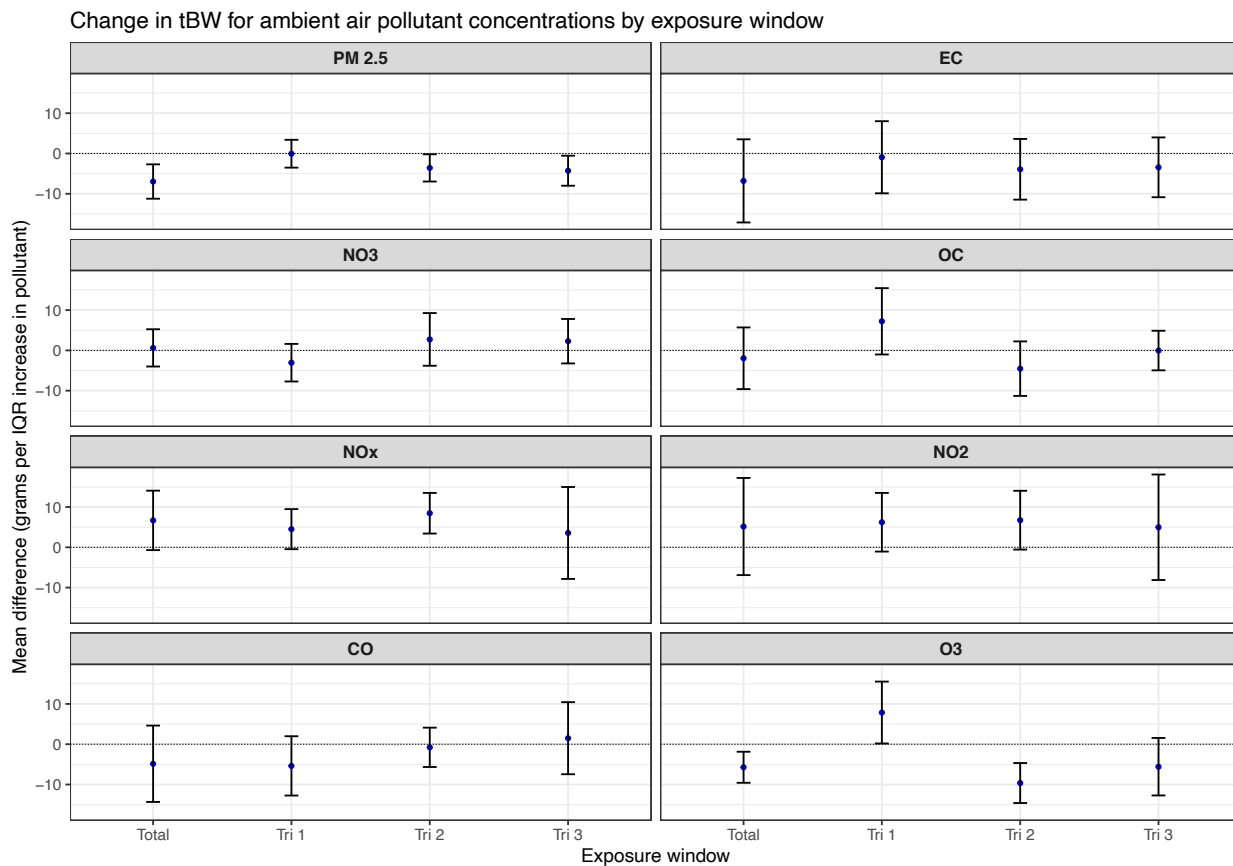 Change in tBW for ambient air pollutant concentrations by exposure window
PM 2.5
EC
10
0
−10
NO3
OC
10
0
−10
NOx
NO2
10
0
−10
CO
O3
10
0
−10
Total
Tri 1
Tri 2
Tri 3
Total
Tri 1
Tri 2
Tri 3
Exposure window
Mean difference (grams per IQR increase in pollutant)